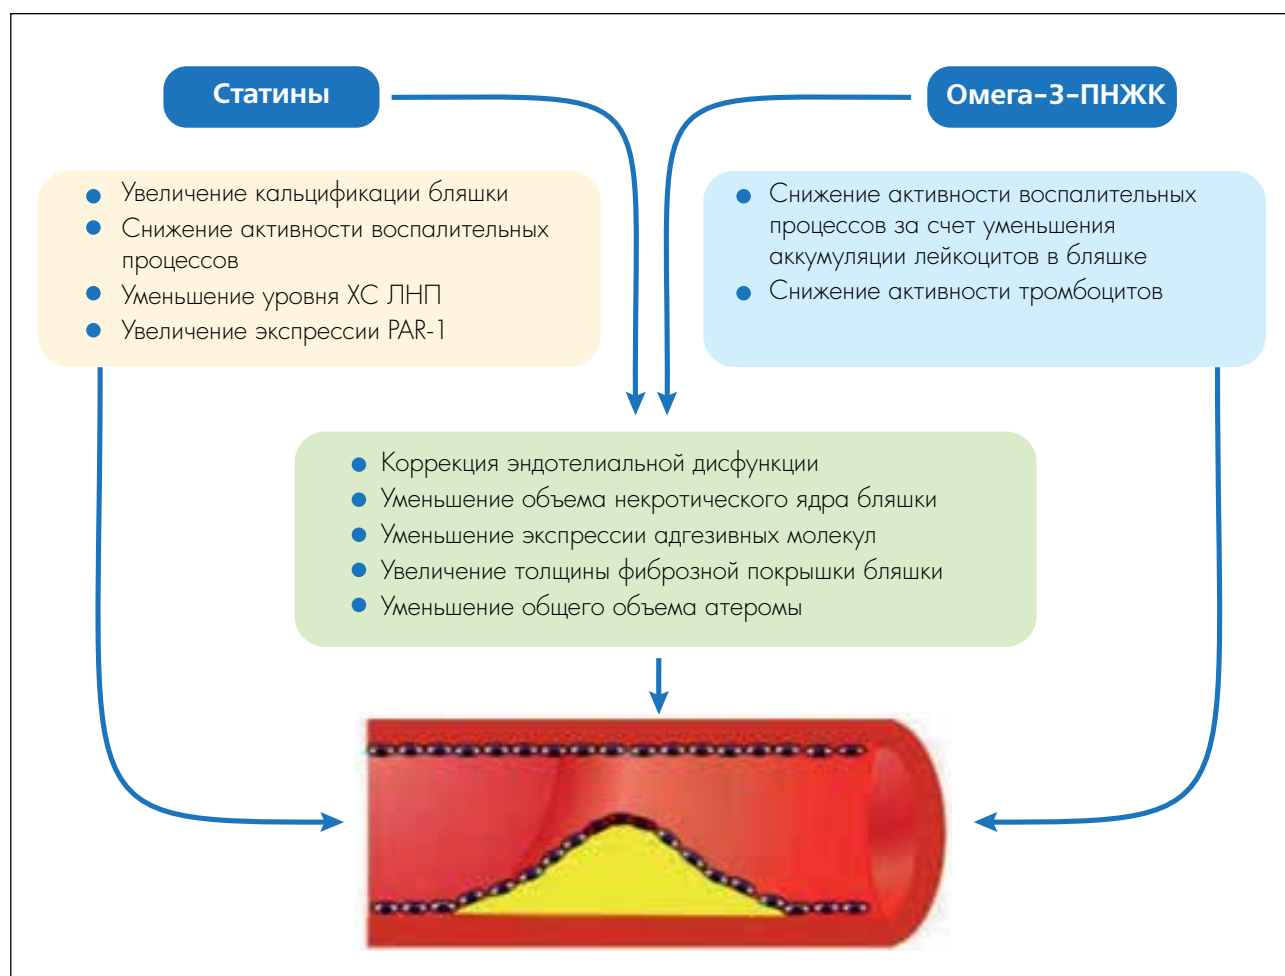 Статины
Омега-3-ПНЖК
Увеличение кальцификации бляшки
Снижение активности воспалительных
процессов
Уменьшение уровня ХС ЛНП
Увеличение экспрессии PAR-1
Снижение активности воспалительных
процессов за счет уменьшения
аккумуляции лейкоцитов в бляшке
Снижение активности тромбоцитов
Коррекция эндотелиальной дисфункции
Уменьшение объема некротического ядра бляшки
Уменьшение экспрессии адгезивных молекул
Увеличение толщины фиброзной покрышки бляшки
Уменьшение общего объема атеромы